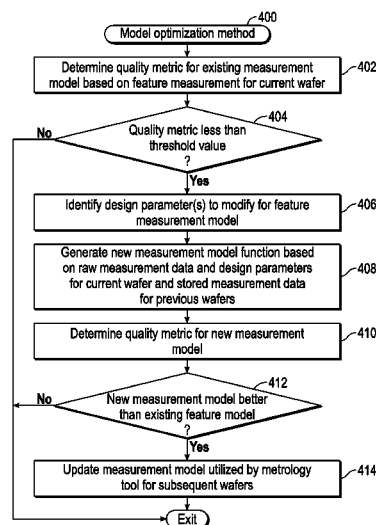 400
Model optimization method
Determine quality metric for existing measurement
model based on feature measurement for current wafer
402
404
No
Quality metric less than
threshold value
?
Yes
Identify design parameter(s) to modify for feature
measurement model
406
Generate new measurement model function based
on raw measurement data and design parameters
for current wafer and stored measurement data
for previous wafers
408
Determine quality metric for new measurement
model
410
412
No
New measurement model better
than existing feature model
?
Yes
Update measurement model utilized by metrology
tool for subsequent wafers
414
Exit